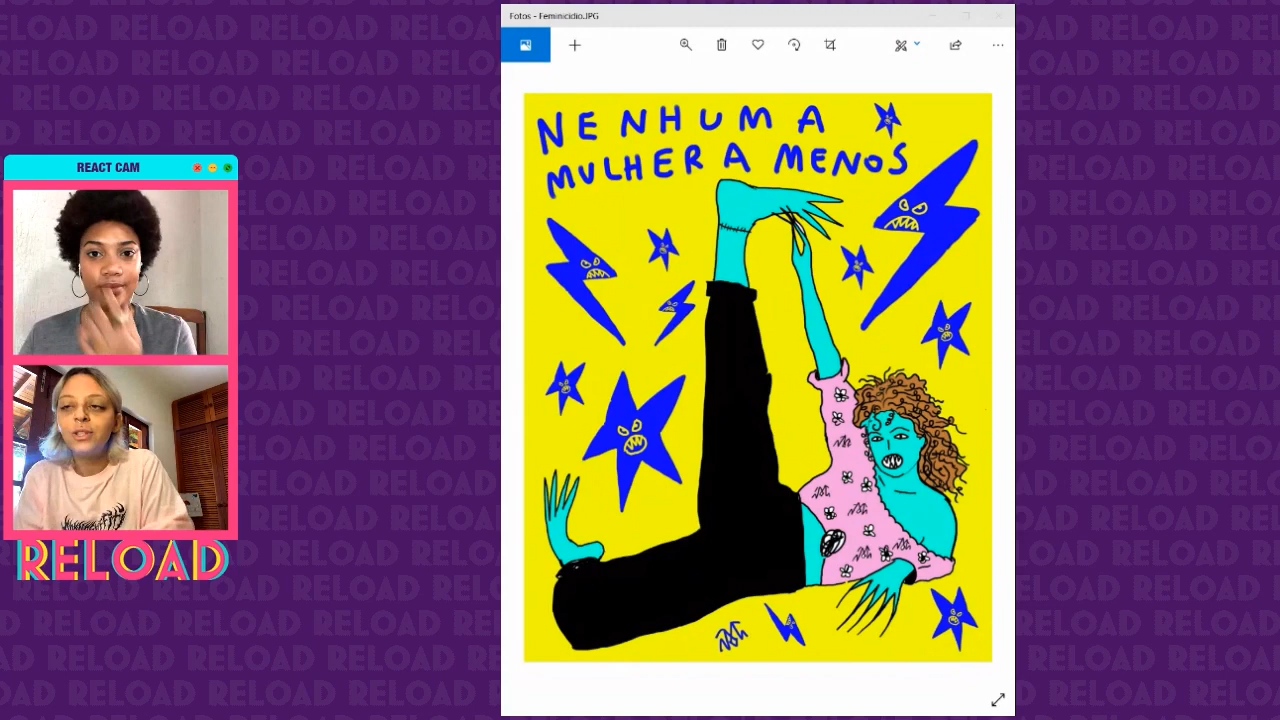 Fotos - Feminicidio.JPG
REACT CAM
NENHUMA
MULHER A MENOS
RELOAD